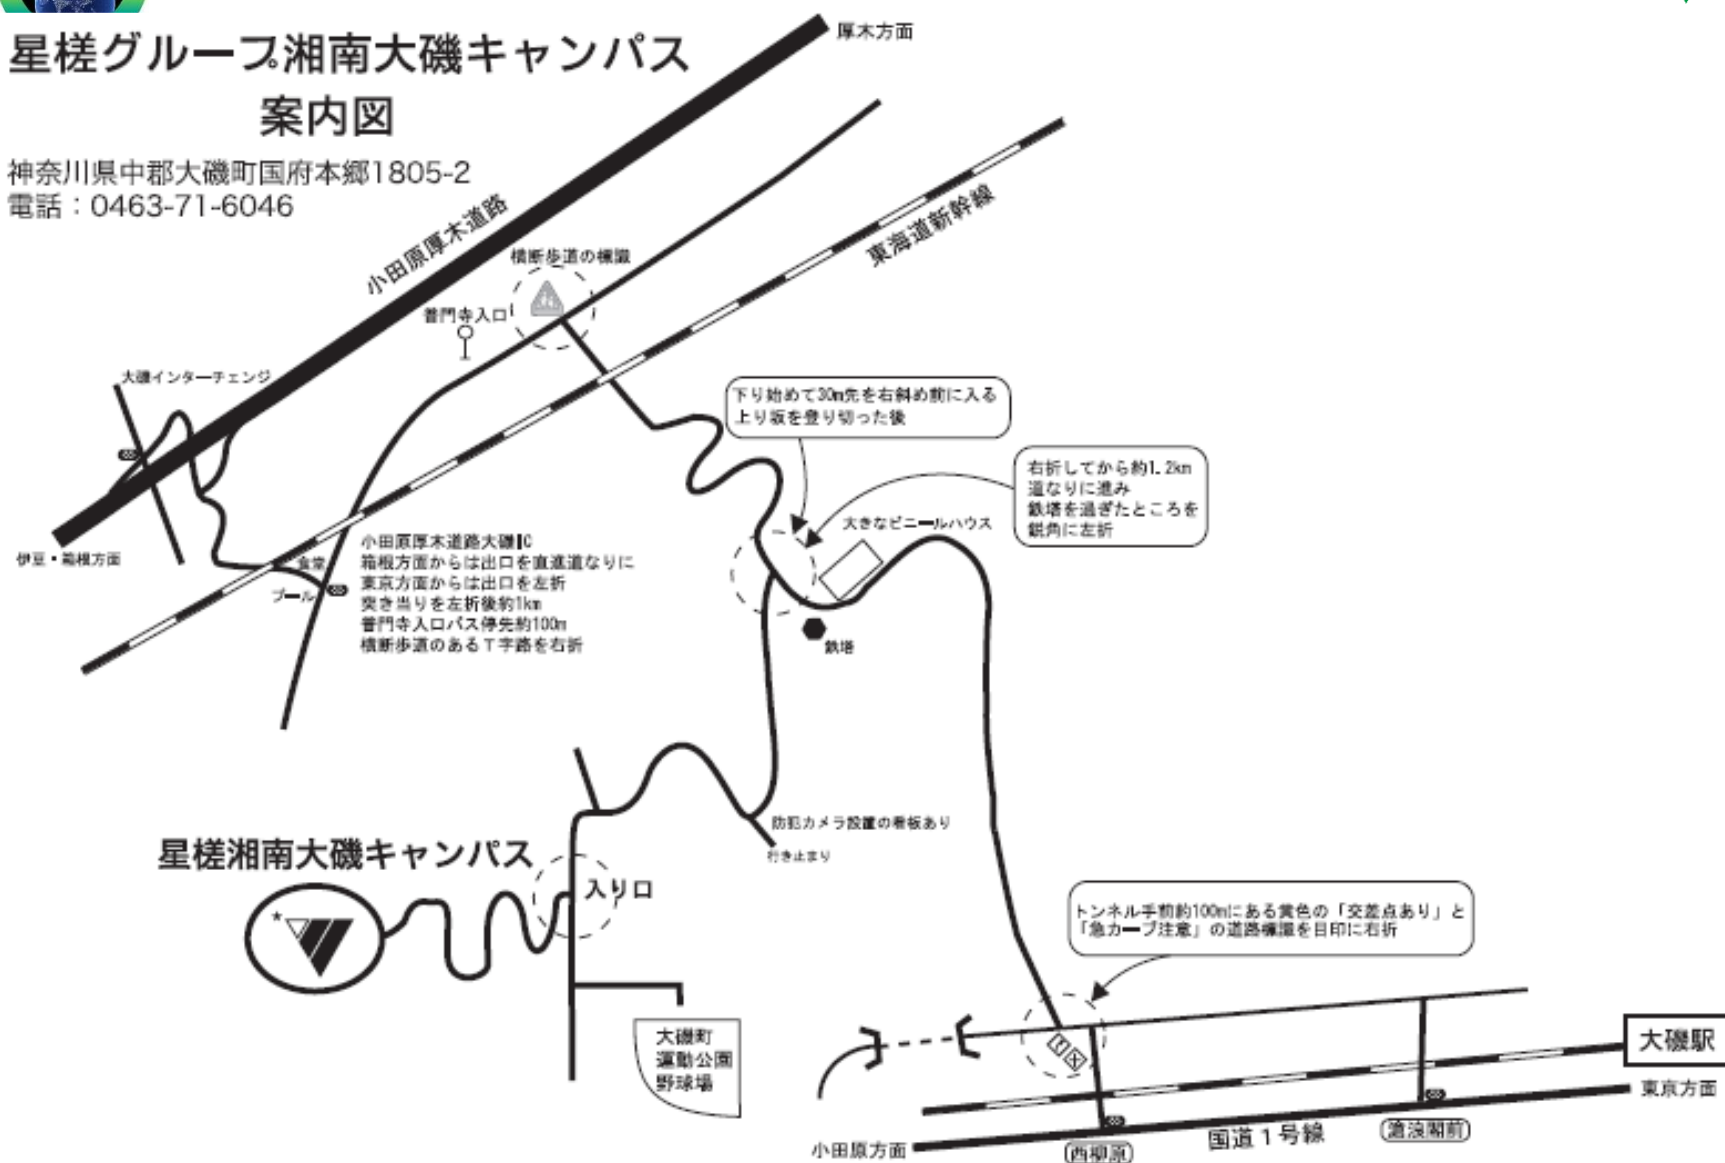 星槎グループ湘南大磯キャンパス
案内図
神奈川県中郡大磯町国府本郷1805-2
電話：0463-71-6046
厚木方面
小田原厚木道路
東海道新幹線
横断歩道の標識
普門寺入口
大磯インターチェンジ
伊豆・箱根方面
下り始めて30m先を右斜め前に入る
上り坂を登り切った後
右折してから約1.2km
道なりに進み
鉄塔を過ぎたところを
鋭角に左折
大きなビニールハウス
鉄塔
食堂
プール
小田原厚木道路大磯IC
箱根方面からは出口を直進道なりに
東京方面からは出口を左折
突き当りを左折後約1km
普門寺入口バス停先約100m
横断歩道のあるT字路を右折
防犯カメラ設置の看板あり
行き止まり
星槎湘南大磯キャンパス
入り口
トンネル手前約100mにある黄色の「交差点あり」と
「急カーブ注意」の道路標識を目印に右折
大磯町
運動公園
野球場
大磯駅
東京方面
小田原方面
西柳原
国道1号線
滄浪閣前